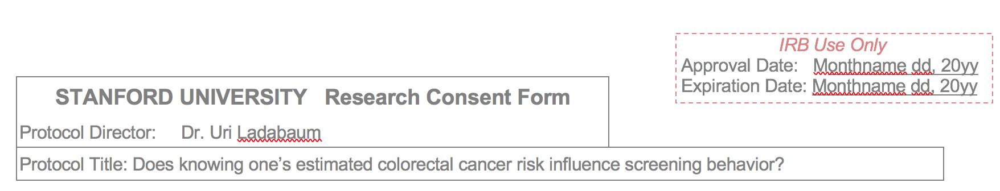 IRB Use Only
Approval Date: Monthname dd, 20yy
Expiration Date: Monthname dd, 20yy
STANFORD UNIVERSITY Research Consent Form
Protocol Director: Dr. Uri Ladabaum
Protocol Title: Does knowing one’s estimated colorectal cancer risk influence screening behavior?